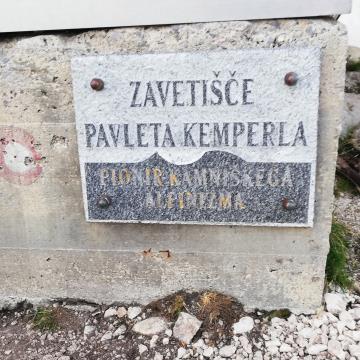 ZAVETIŠČE
PAVLETA KEMPERLA
PIONIR KAMNIŠKEGA
ALPINIZMA